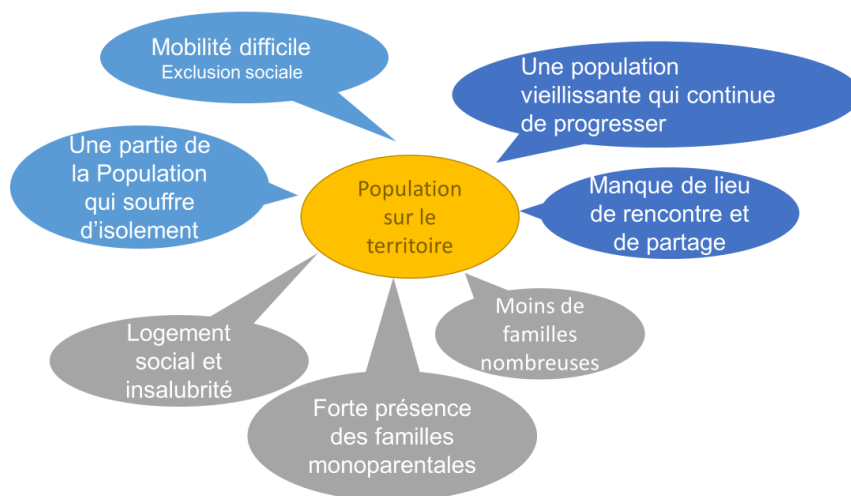 Mobilité difficile
Exclusion sociale
Une population
vieillissante qui continue
de progresser
Une partie de
la Population
qui souffre
d'isolement
Population
sur le
territoire
Manque de lieu
de rencontre et
de partage
Logement
social et
insalubrité
Moins de
familles
nombreuses
Forte présence
des familles
monoparentales